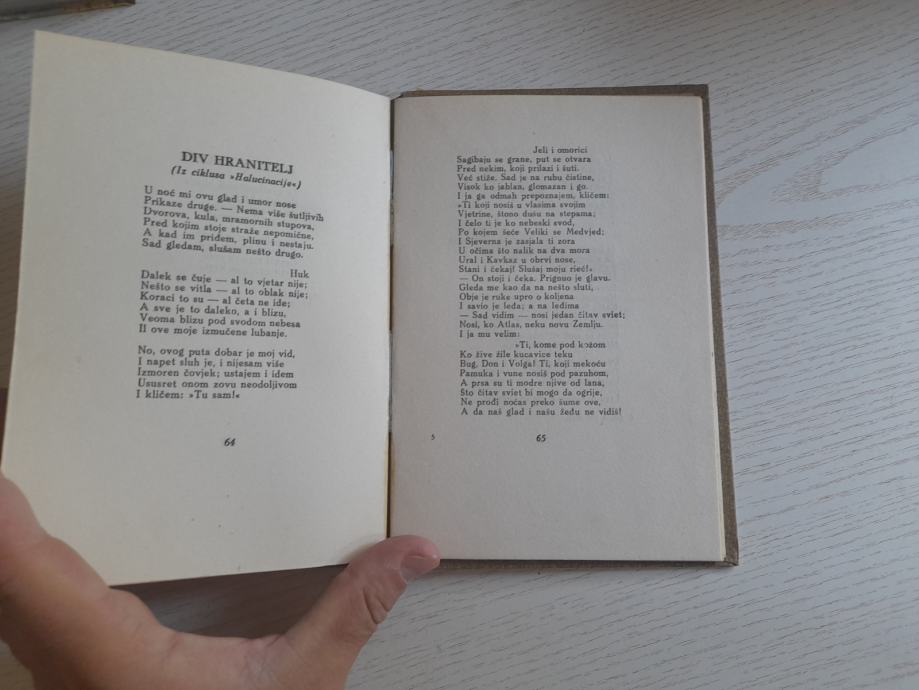 DIV HRANITELJ
(Iz ciklusa »Halucinacije«)
U noć mi ovu glad i umor nose
Prikaze druge. — Nema više šutljivih
Dvorova, kula, mramornih stupova,
Pred kojim stoje straže nepomične,
A kad im priđem, plinu i nestaju.
Sad gledam, slušam nešto drugo.
Huk
Dalek se čuje — al to vjetar nije;
Nešto se vitla — al to oblak nije;
Koraci to su — al četa ne ide;
A sve je to daleko, a i blizu,
Veoma blizu pod svodom nebesa
Il ove moje izmučene lubanje.
No, ovog puta dobar je moj vid,
I napet sluh je, i nijesam više
Izmoren čovjek; ustajem i idem
Ususret onom zovu neodoljivom
I kličem: »Tu sam!«
64
Jeli i omorici
Sagibaju se grane, put se otvara
Pred nekim, koji prilazi i šuti.
Već stiže. Sad je na rubu čistine,
Visok ko jablan, glomazan i go.
I ja ga odmah prepoznajem, kličem:
»Ti koji nosiš u vlasima svojim
Vjetrine, štono dušu na stepama;
I čelo ti je ko nebeski svod,
Po kojem šeće Veliki se Medvjed;
I Sjeverna je zasjala ti zora
U očima što nalik na dva mora
Ural i Kavkaz u obrvi nose,
Stani i čekaj! Slušaj moju rieč!«
— On stoji i čeka. Prignuo je glavu.
Gleda me kao da na nešto sluti,
Obje je ruke upro o koljena
I savio je leđa; a na leđima
— Sad vidim — nosi jedan čitav sviet;
Nosi, ko Atlas, neku novu Zemlju.
I ja mu velim:
»Ti, kome pod kožom
Ko žive žile kucavice teku
Bug, Don i Volga! Ti, koji mekoću
Pamuka i vune nosiš pod pazuhom,
A prsa su ti modre njive od lana,
Što čitav sviet bi mogo da ogrije,
Ne prođi noćas preko šume ove,
A da naš glad i našu žeđu ne vidiš!
5
65